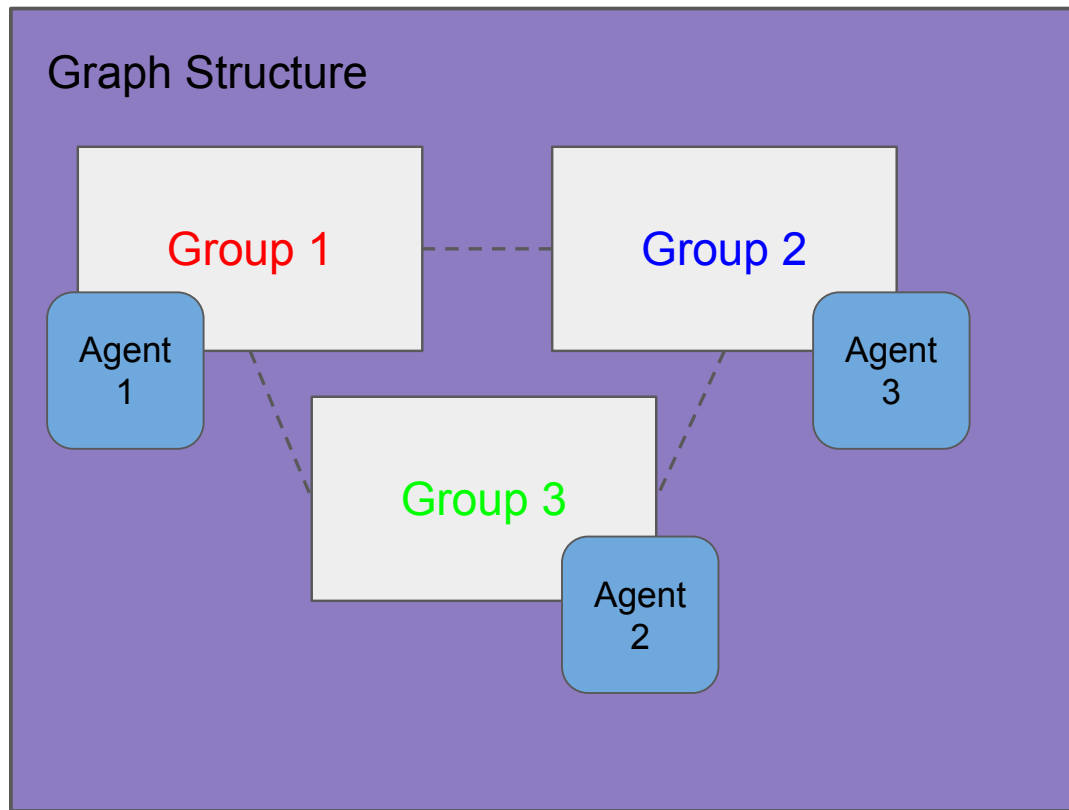 Graph Structure
Group 1
Group 2
Agent
1
Agent
3
Group 3
Agent
2